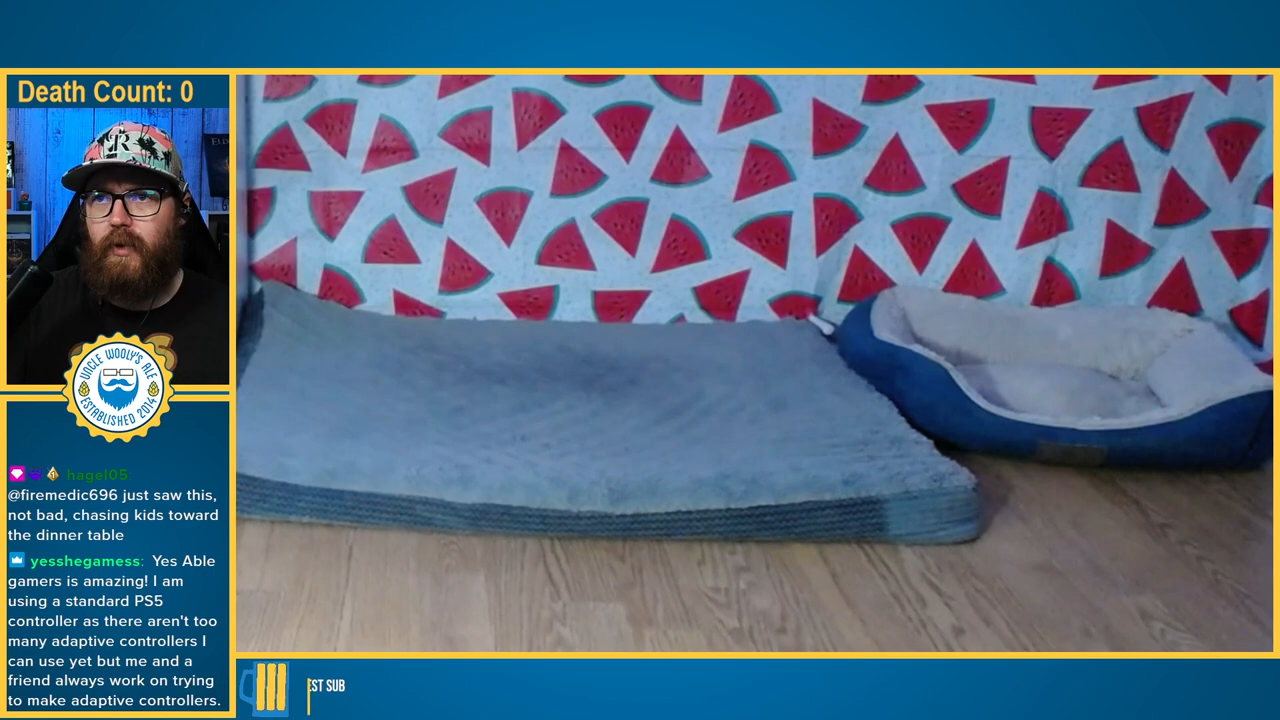 Death Count: 0
R
UNCLE WOOLY'S ALE
ESTABLISHED 2014
hagel05:
@firemedic696 just saw this,
not bad, chasing kids toward
the dinner table
yesshegamess: Yes Able
gamers is amazing! I am
using a standard PS5
controller as there aren't too
many adaptive controllers I
can use yet but me and a
friend always work on trying
to make adaptive controllers.
EST SUB